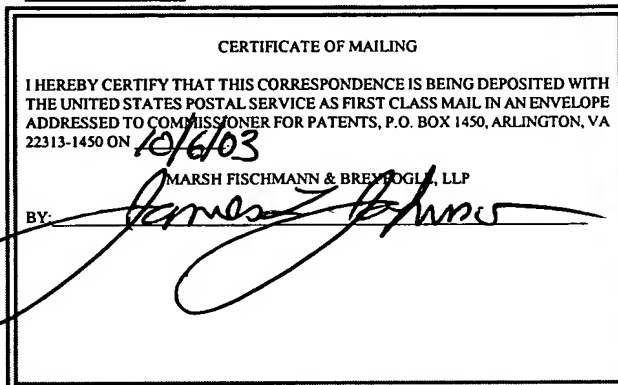 CERTIFICATE OF MAILING
I HEREBY CERTIFY THAT THIS CORRESPONDENCE IS BEING DEPOSITED WITH
THE UNITED STATES POSTAL SERVICE AS FIRST CLASS MAIL IN AN ENVELOPE
ADDRESSED TO COMMISSIONER FOR PATENTS, P.O. BOX 1450, ARLINGTON, VA
22313-1450 ON 10/6/03
MARSH FISCHMANN & BREYFOGLE, LLP
BY: James L Johnson